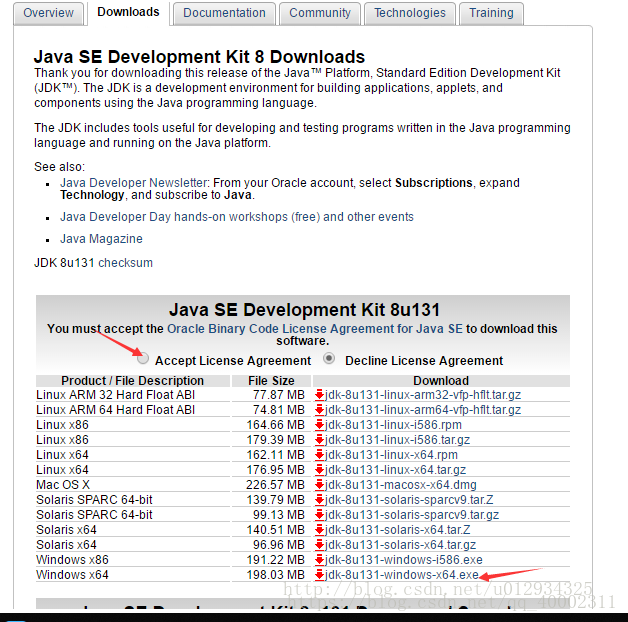 Overview Downloads Documentation Community Technologies Training
Java SE Development Kit 8 Downloads
Thank you for downloading this release of the Java™ Platform, Standard Edition Development Kit
(JDK™). The JDK is a development environment for building applications, applets, and
components using the Java programming language.
The JDK includes tools useful for developing and testing programs written in the Java programming
language and running on the Java platform.
See also:
Java Developer Newsletter: From your Oracle account, select Subscriptions, expand
Technology, and subscribe to Java.
Java Developer Day hands-on workshops (free) and other events
Java Magazine
JDK 8u131 checksum
Java SE Development Kit 8u131
You must accept the Oracle Binary Code License Agreement for Java SE to download this
software.
Accept License Agreement Decline License Agreement
Product / File Description File Size Download
Linux ARM 32 Hard Float ABI 77.87 MB jdk-8u131-linux-arm32-vfp-hflt.tar.gz
Linux ARM 64 Hard Float ABI 74.81 MB jdk-8u131-linux-arm64-vfp-hflt.tar.gz
Linux x86 164.66 MB jdk-8u131-linux-i586.rpm
Linux x86 179.39 MB jdk-8u131-linux-i586.tar.gz
Linux x64 162.11 MB jdk-8u131-linux-x64.rpm
Linux x64 176.95 MB jdk-8u131-linux-x64.tar.gz
Mac OS X 226.57 MB jdk-8u131-macosx-x64.dmg
Solaris SPARC 64-bit 139.79 MB jdk-8u131-solaris-sparcv9.tar.Z
Solaris SPARC 64-bit 99.13 MB jdk-8u131-solaris-sparcv9.tar.gz
Solaris x64 140.51 MB jdk-8u131-solaris-x64.tar.Z
Solaris x64 96.96 MB jdk-8u131-solaris-x64.tar.gz
Windows x86 191.22 MB jdk-8u131-windows-i586.exe
Windows x64 198.03 MB jdk-8u131-windows-x64.exe
http://blog.csdn.net/u012934325
https://blog.csdn.net/qq_40002311